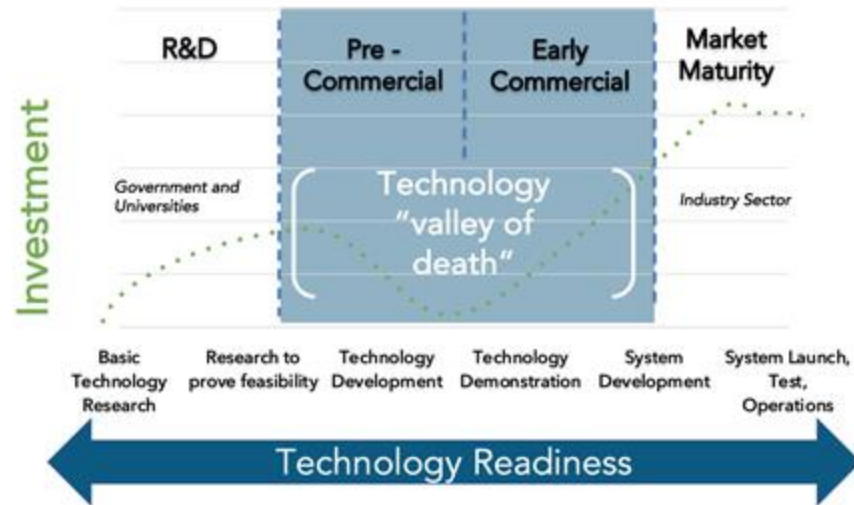 R&D
Pre -
Commercial
Early
Commercial
Market
Maturity
Investment
Government and
Universities
Technology
“valley of
death”
Industry Sector
Basic
Technology
Research
Research to
prove feasibility
Technology
Development
Technology
Demonstration
System
Development
System Launch,
Test,
Operations
Technology Readiness